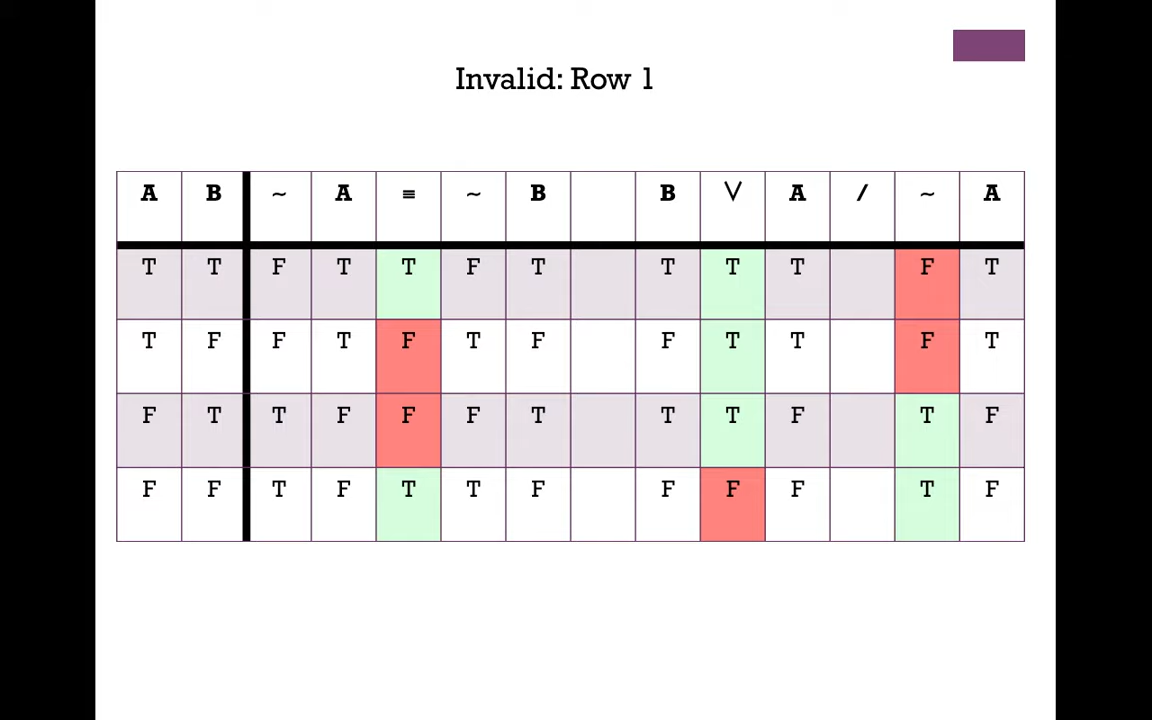 Invalid: Row 1
A B ~ A ≡ ~ B B ∨ A / ~ A
T T F T T F T T T T F T
T F F T F T F F T T F T
F T T F F F T T T F T F
F F T F T T F F F F T F